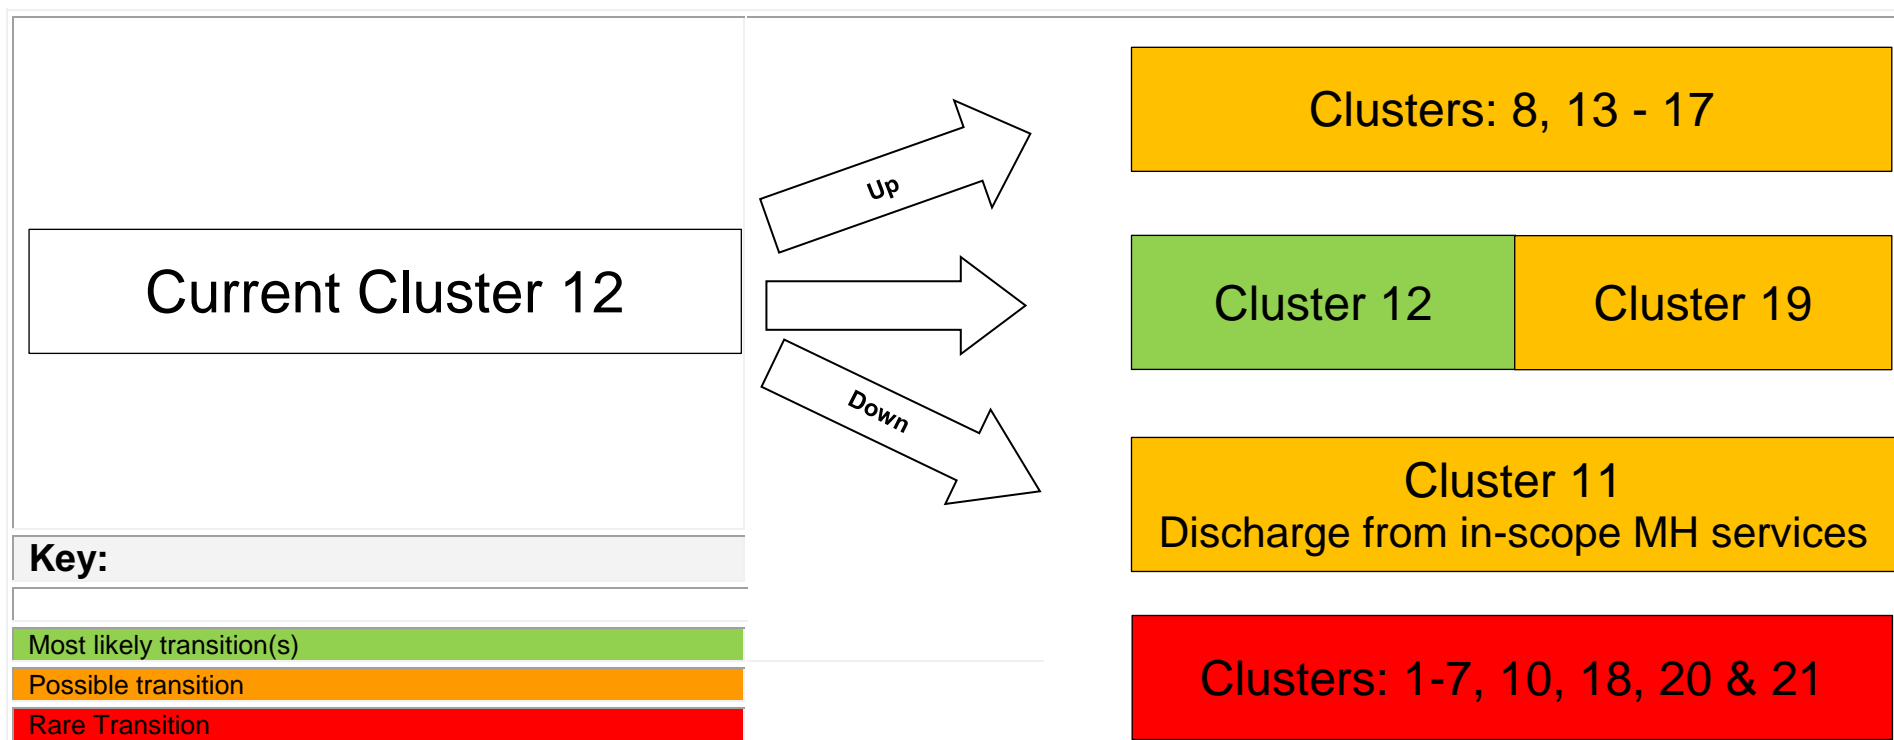 Current Cluster 12
Up
Down
Clusters: 8, 13 - 17
Cluster 12
Cluster 19
Cluster 11
Discharge from in-scope MH services
Clusters: 1-7, 10, 18, 20 & 21
Key:
Most likely transition(s)
Possible transition
Rare Transition